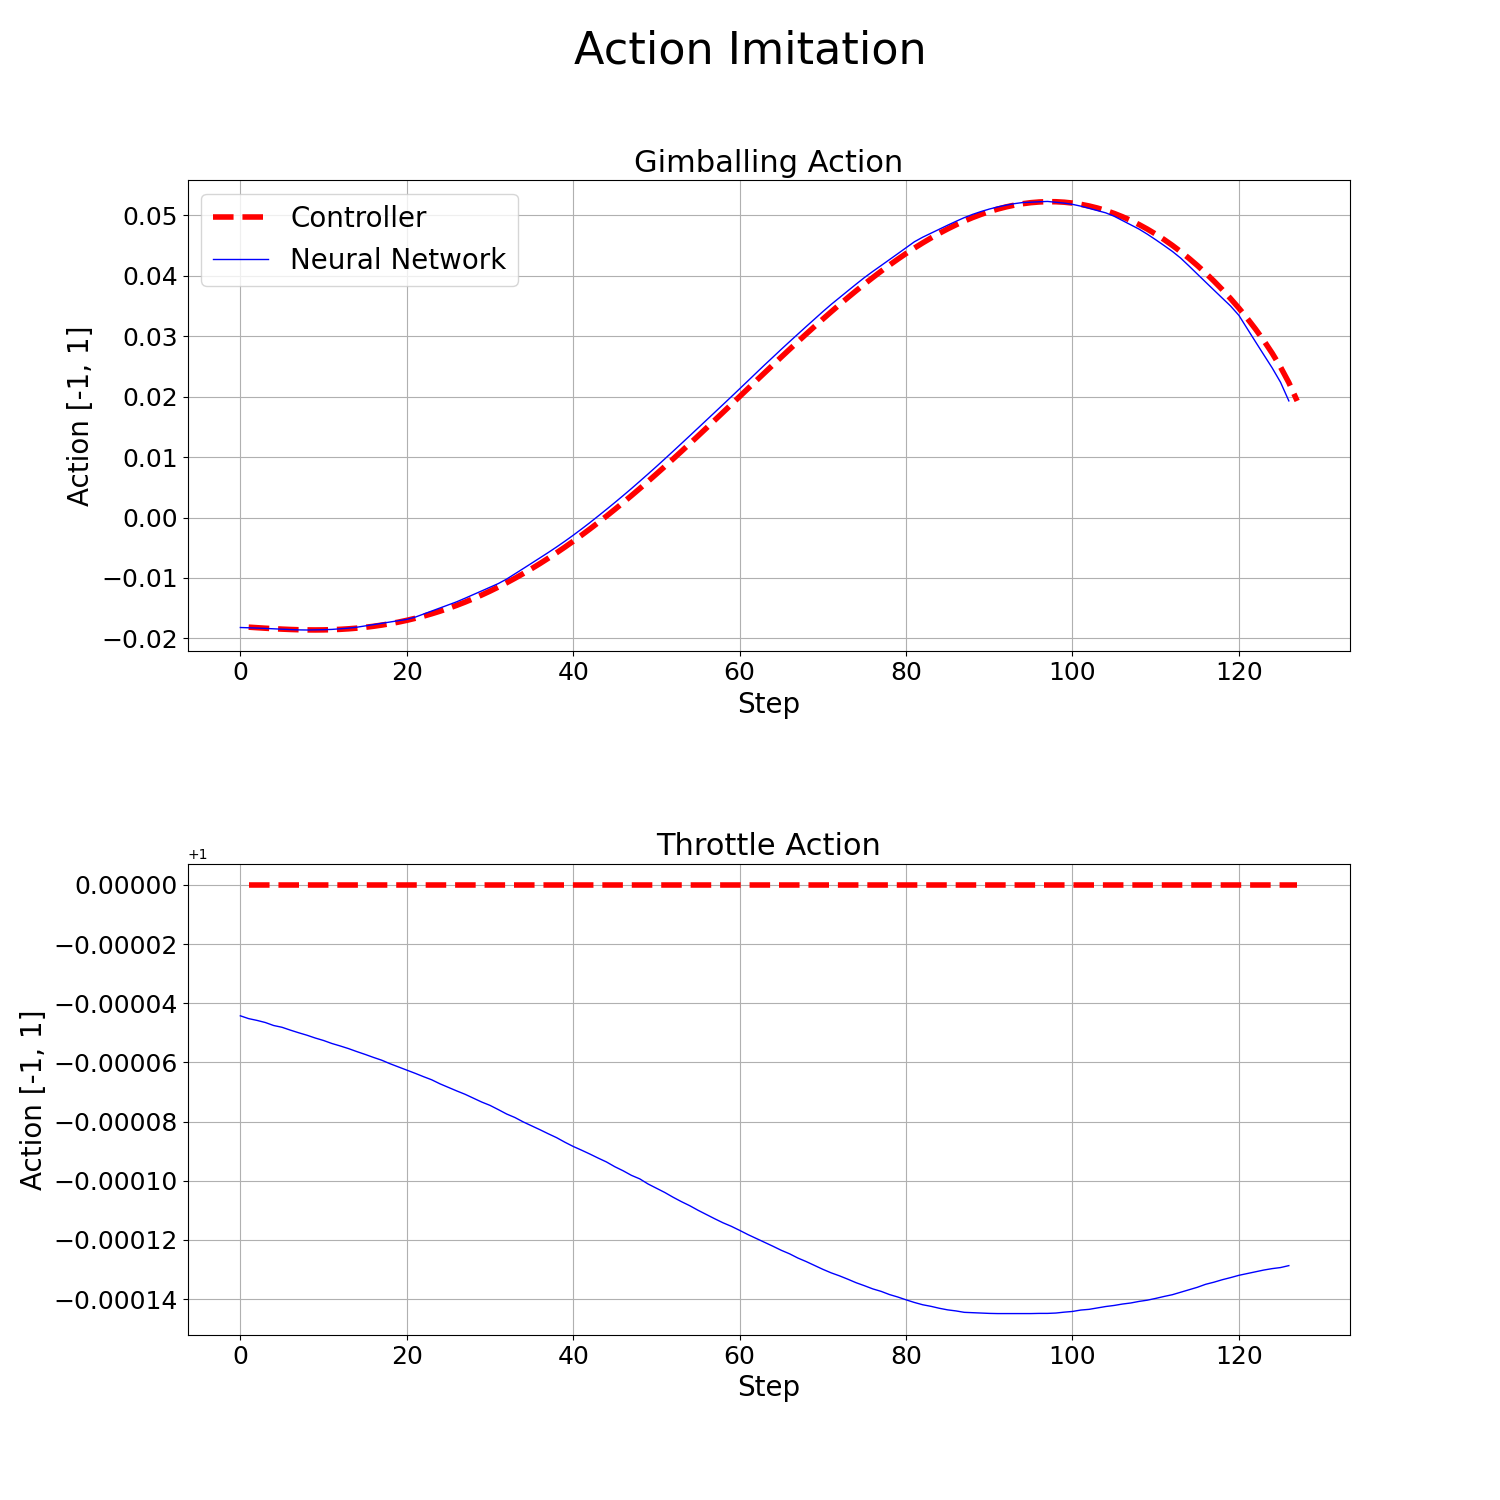 Action Imitation
Gimballing Action
Controller
Neural Network
0.05
0.04
0.03
0.02
0.01
0.00
−0.01
−0.02
Action [-1, 1]
0 20 40 60 80 100 120
Step
Throttle Action
+1
0.00000
−0.00002
−0.00004
−0.00006
−0.00008
−0.00010
−0.00012
−0.00014
Action [-1, 1]
0 20 40 60 80 100 120
Step